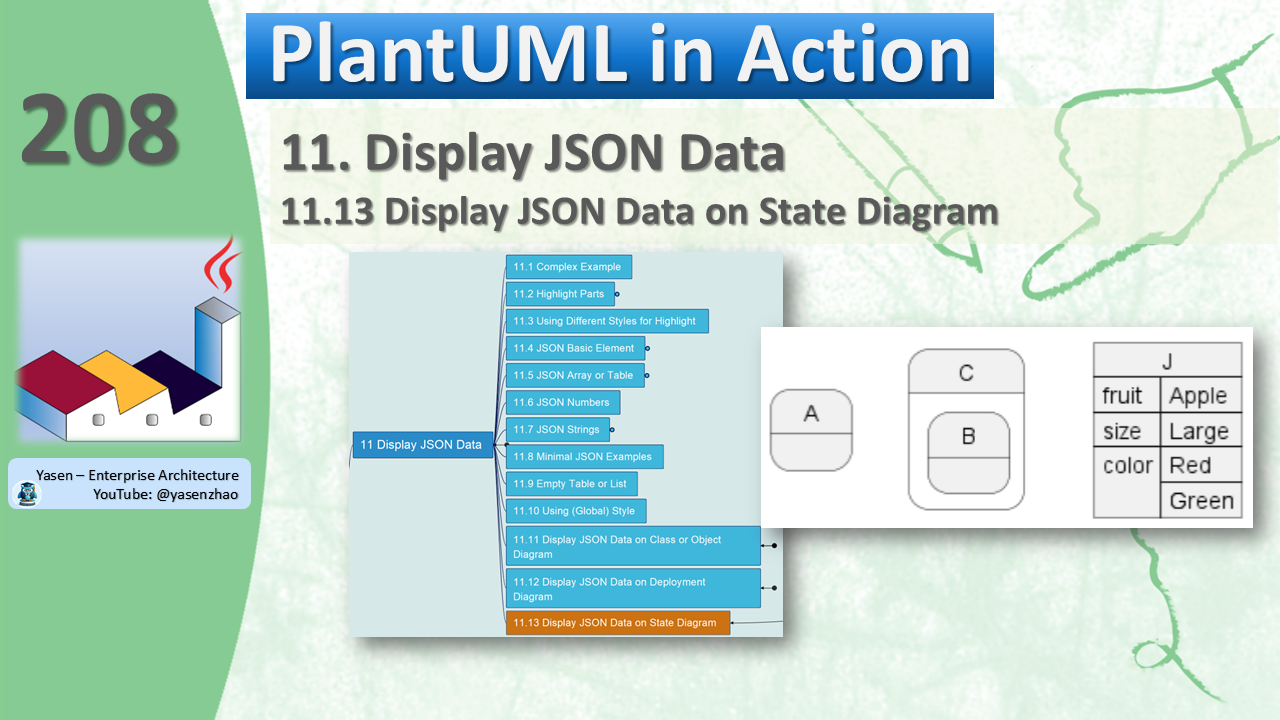 PlantUML in Action
208
11. Display JSON Data
11.13 Display JSON Data on State Diagram
11 Display JSON Data
11.1 Complex Example
11.2 Highlight Parts
11.3 Using Different Styles for Highlight
11.4 JSON Basic Element
11.5 JSON Array or Table
11.6 JSON Numbers
11.7 JSON Strings
11.8 Minimal JSON Examples
11.9 Empty Table or List
11.10 Using (Global) Style
11.11 Display JSON Data on Class or Object
Diagram
11.12 Display JSON Data on Deployment
Diagram
11.13 Display JSON Data on State Diagram
A
C
B
J
fruit Apple
size Large
color Red
Green
Yasen – Enterprise Architecture
YouTube: @yasenzhao